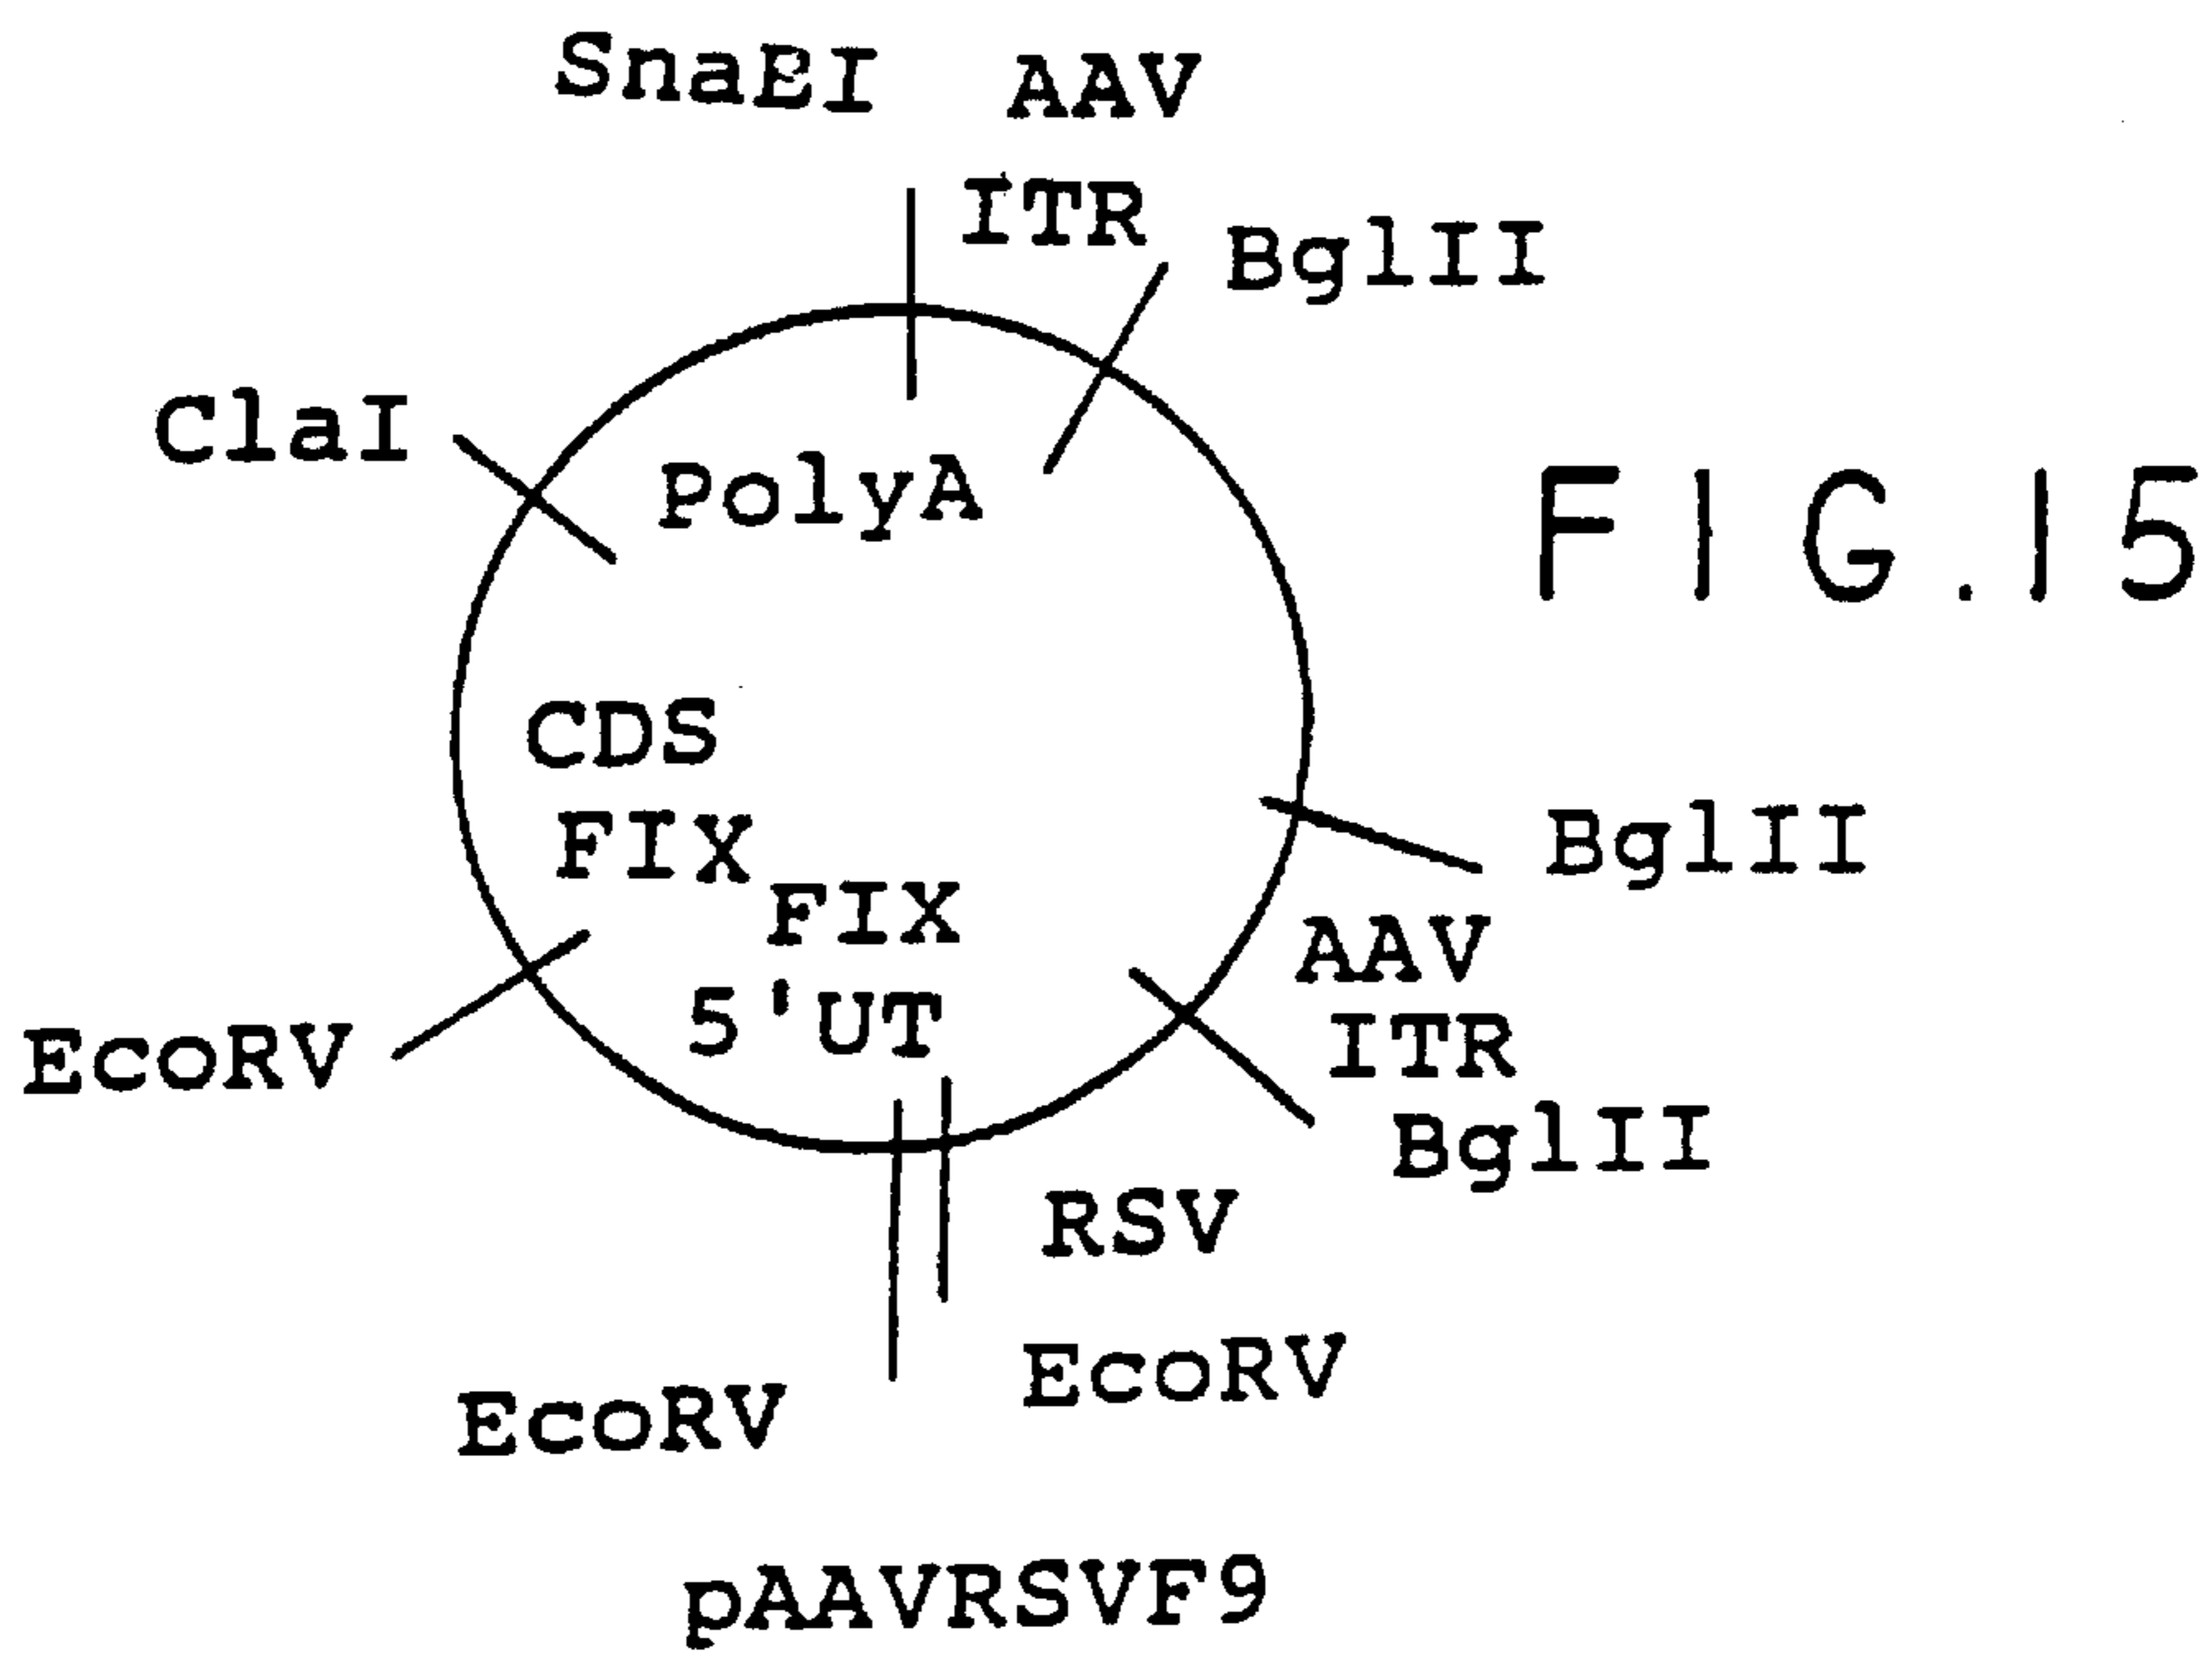 SnaBI AAV
ITR
BglII
ClaI
PolyA
FIG.15
CDS
FIX
BglII
FIX
5'UT
AAV
ITR
EcoRV
BglII
RSV
EcoRV
EcoRV
pAAVRSVF9